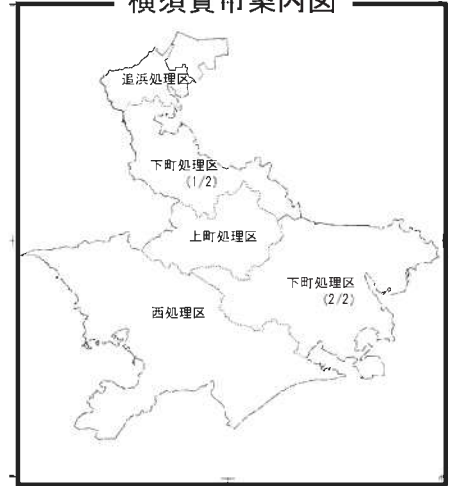 横須賀市案内図
追浜処理区
下町処理区
(1/2)
上町処理区
下町処理区
(2/2)
西処理区